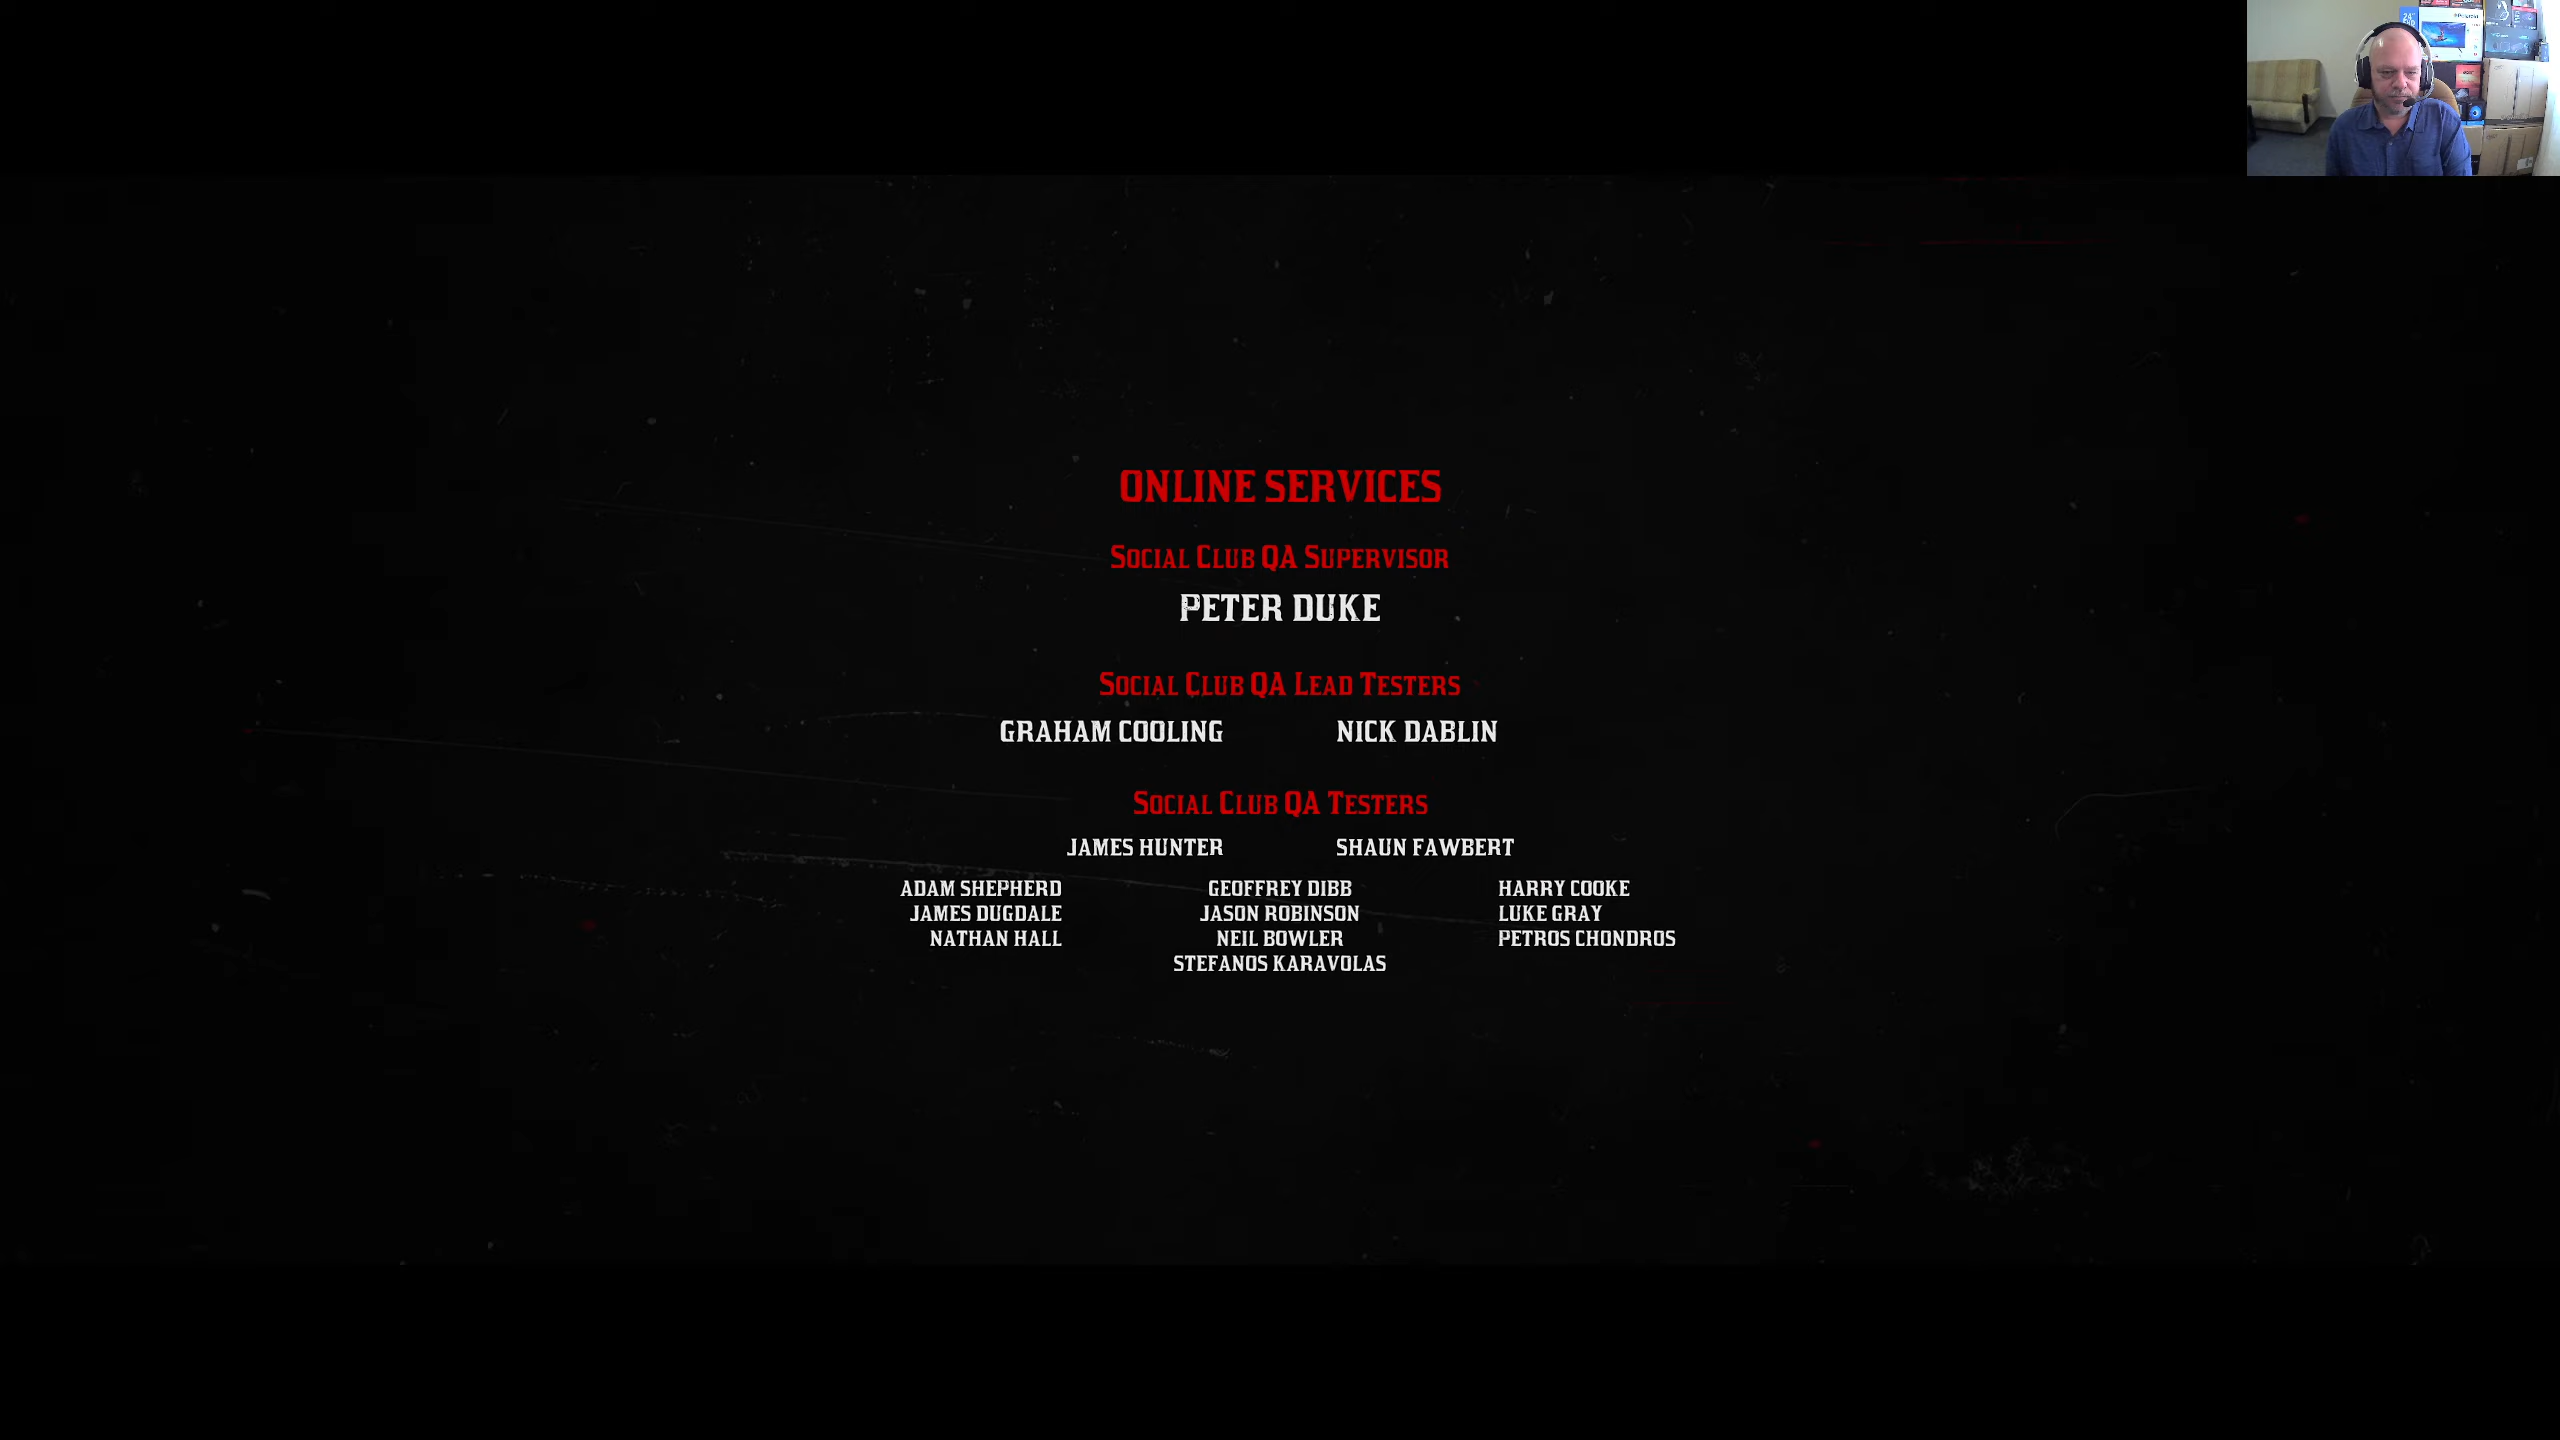 ONLINE SERVICES
SOCIAL CLUB QA SUPERVISOR
PETER DUKE
SOCIAL CLUB QA LEAD TESTERS
GRAHAM COOLING NICK DABLIN
SOCIAL CLUB QA TESTERS
JAMES HUNTER SHAUN FAWBERT
ADAM SHEPHERD GEOFFREY DIBB HARRY COOKE
JAMES DUGDALE JASON ROBINSON LUKE GRAY
NATHAN HALL NEIL BOWLER PETROS CHONDROS
STEFANOS KARAVOLAS
24"
Polaroid